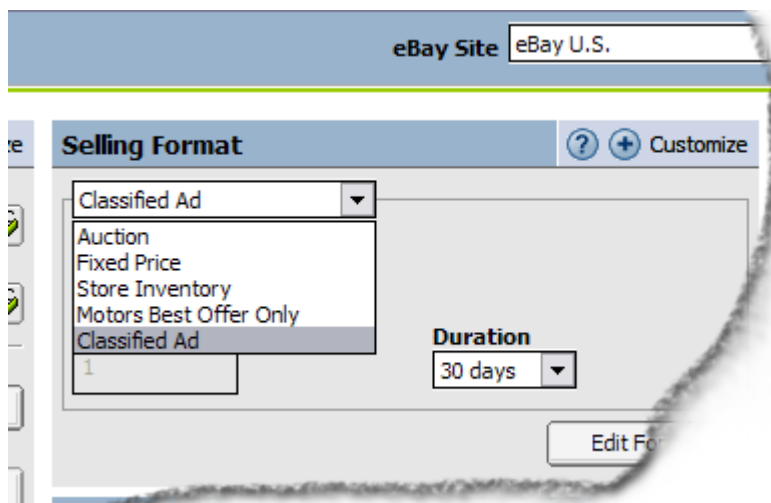 eBay Site eBay U.S.
Selling Format ? + Customize
Classified Ad
Auction
Fixed Price
Store Inventory
Motors Best Offer Only
Classified Ad
Duration
1 30 days
Edit